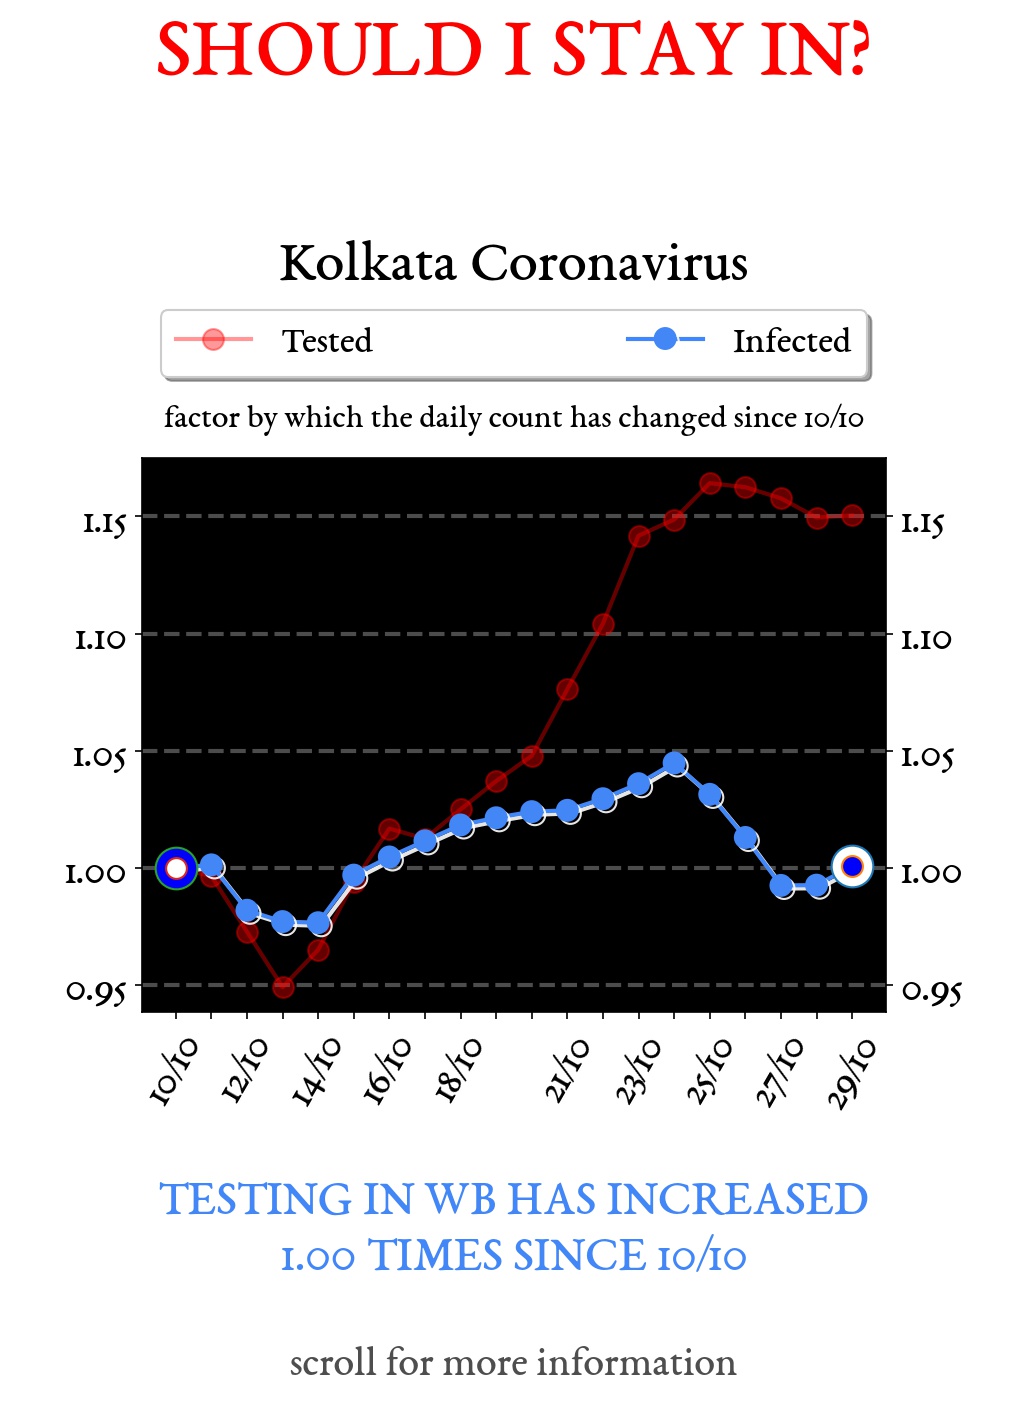 SHOULD I STAY IN?
Kolkata Coronavirus
Tested Infected
factor by which the daily count has changed since 10/10
1.15 1.15
1.10 1.10
1.05 1.05
1.00 1.00
0.95 0.95
10/10 12/10 14/10 16/10 18/10 21/10 23/10 25/10 27/10 29/10
TESTING IN WB HAS INCREASED
1.00 TIMES SINCE 10/10
scroll for more information